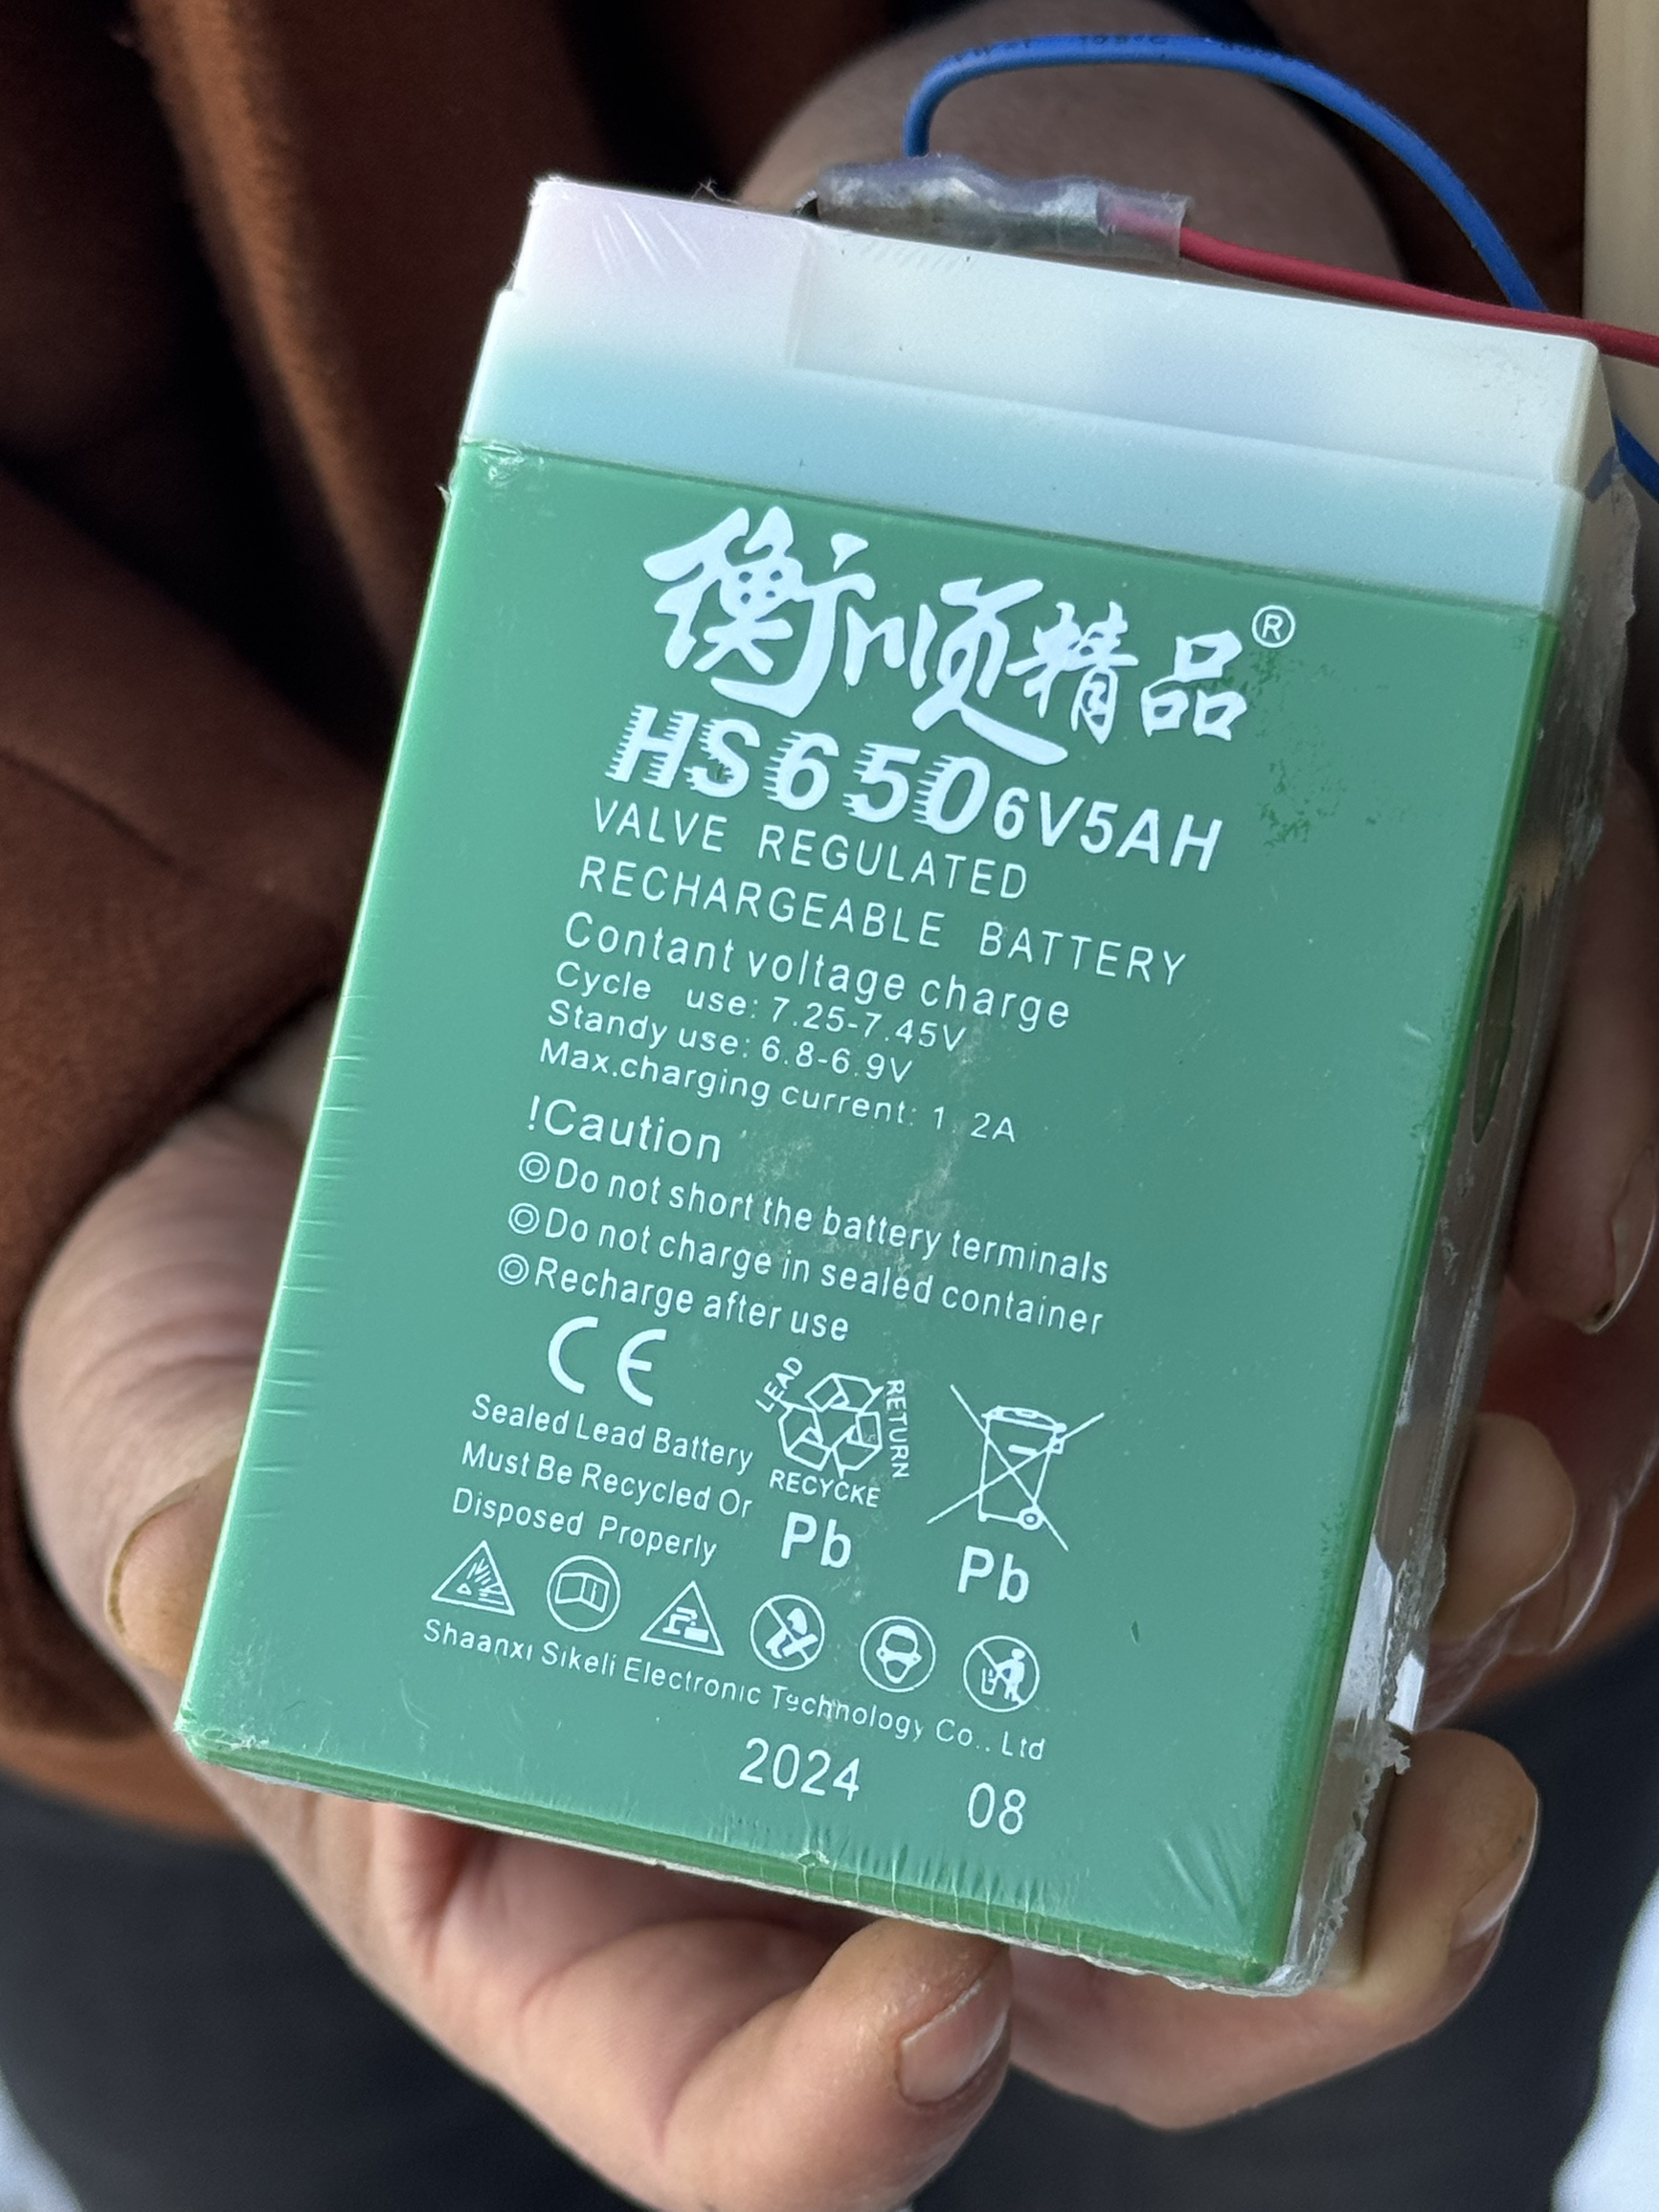 衡顺精品®
HS650 6V5AH
VALVE REGULATED
RECHARGEABLE BATTERY
Contant voltage charge
Cycle use: 7.25-7.45V
Standy use: 6.8-6.9V
Max.charging current: 1 2A
!Caution
◎Do not short the battery terminals
◎Do not charge in sealed container
◎Recharge after use
CE
LEAD
RETURN
RECYCKE
Sealed Lead Battery
Must Be Recycled Or
Disposed Properly
Pb
Pb
Shaanxi Sikeli Electronic Technology Co.. Ltd
2024 08